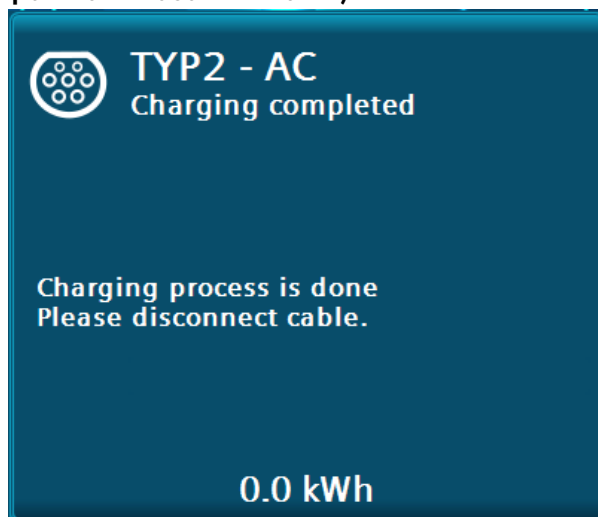 TYP2 - AC
Charging completed
Charging process is done
Please disconnect cable.
0.0 kWh